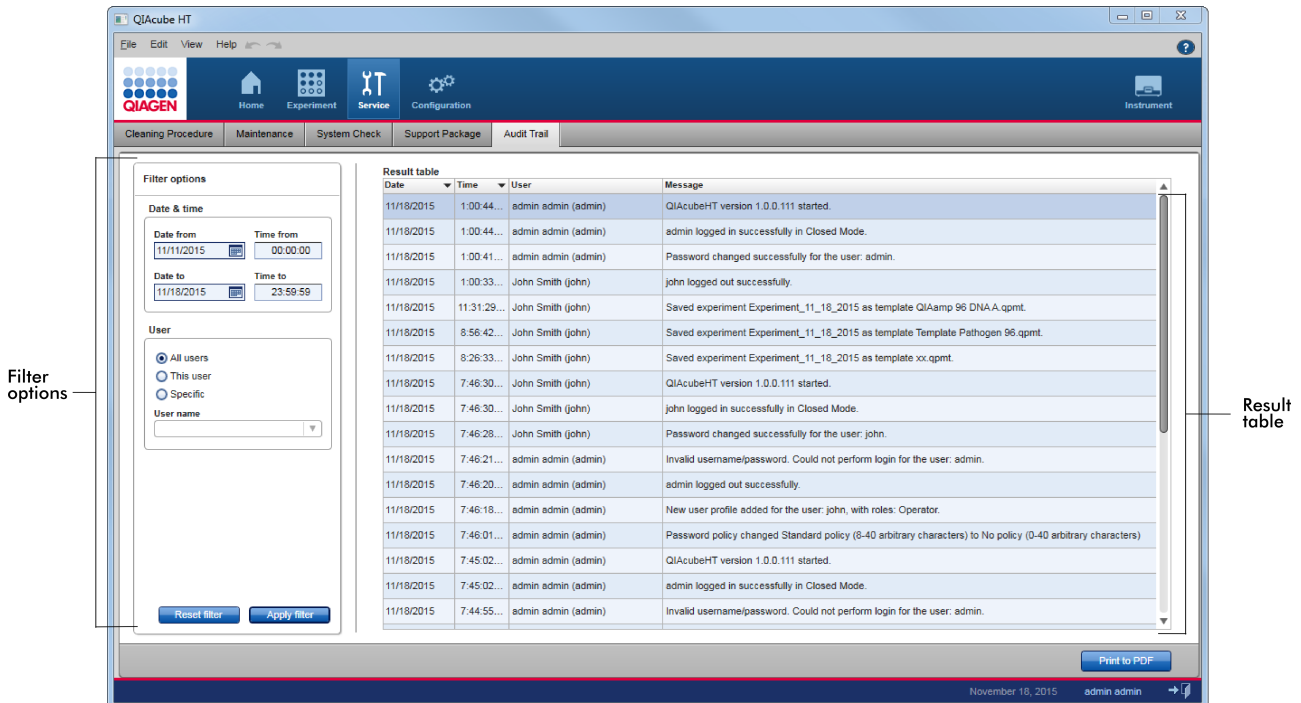 QIAcube HT
File Edit View Help
?
QIAGEN
Home Experiment Service Configuration Instrument
Cleaning Procedure Maintenance System Check Support Package Audit Trail
Filter options
Filter options
Date & time
Date from Time from
11/11/2015 00:00:00
Date to Time to
11/18/2015 23:59:59
User
All users
This user
Specific
User name
Reset filter Apply filter
Result table
Date Time User Message
11/18/2015 1:00:44... admin admin (admin) QIAcubeHT version 1.0.0.111 started.
11/18/2015 1:00:44... admin admin (admin) admin logged in successfully in Closed Mode.
11/18/2015 1:00:41... admin admin (admin) Password changed successfully for the user: admin.
11/18/2015 1:00:33... John Smith (john) john logged out successfully.
11/18/2015 11:31:29... John Smith (john) Saved experiment Experiment_11_18_2015 as template QIAamp 96 DNA A.qpmt.
11/18/2015 8:56:42... John Smith (john) Saved experiment Experiment_11_18_2015 as template Template Pathogen 96.qpmt.
11/18/2015 8:26:33... John Smith (john) Saved experiment Experiment_11_18_2015 as template xx.qpmt.
11/18/2015 7:46:30... John Smith (john) QIAcubeHT version 1.0.0.111 started.
11/18/2015 7:46:30... John Smith (john) john logged in successfully in Closed Mode.
11/18/2015 7:46:28... John Smith (john) Password changed successfully for the user: john.
11/18/2015 7:46:21... admin admin (admin) Invalid username/password. Could not perform login for the user: admin.
11/18/2015 7:46:20... admin admin (admin) admin logged out successfully.
11/18/2015 7:46:18... admin admin (admin) New user profile added for the user: john, with roles: Operator.
11/18/2015 7:46:01... admin admin (admin) Password policy changed Standard policy (8-40 arbitrary characters) to No policy (0-40 arbitrary characters)
11/18/2015 7:45:02... admin admin (admin) QIAcubeHT version 1.0.0.111 started.
11/18/2015 7:45:02... admin admin (admin) admin logged in successfully in Closed Mode.
11/18/2015 7:44:55... admin admin (admin) Invalid username/password. Could not perform login for the user: admin.
Result
table
Print to PDF
November 18, 2015 admin admin